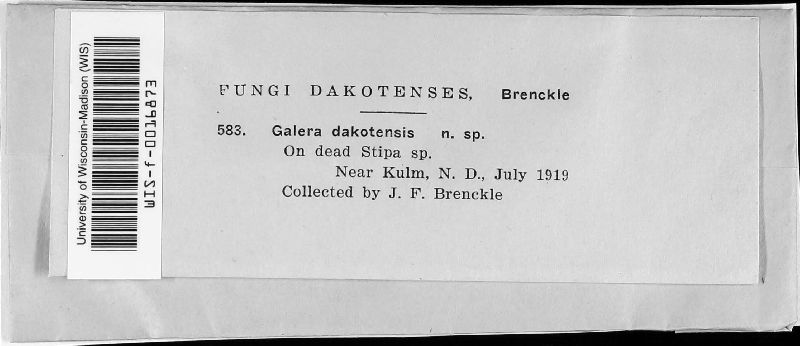 University of Wisconsin-Madison (WIS)
WIS-f-0016873
FUNGI DAKOTENSES, Brenckle
583. Galera dakotensis n. sp.
On dead Stipa sp.
Near Kulm, N. D., July 1919
Collected by J. F. Brenckle